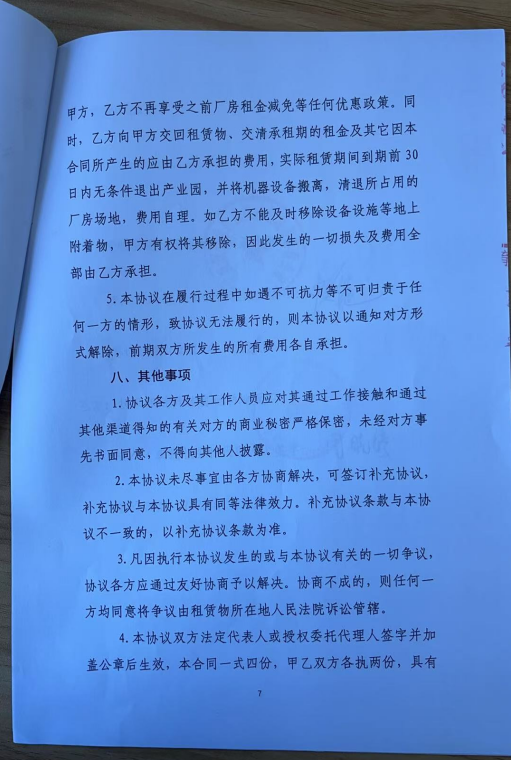 甲方，乙方不再享受之前厂房租金减免等任何优惠政策。同
时，乙方向甲方交回租赁物、交清承租期的租金及其它因本
合同所产生的应由乙方承担的费用，实际租赁期间到期前 30
日内无条件退出产业园，并将机器设备搬离，清退所占用的
厂房场地，费用自理。如乙方不能及时移除设备设施等地上
附着物，甲方有权将其移除，因此发生的一切损失及费用全
部由乙方承担。
5. 本协议在履行过程中如遇不可抗力等不可归贵于任
何一方的情形，致协议无法履行的，则本协议以通知对方形
式解除，前期双方所发生的所有费用各自承担。
八、其他事项
1. 协议各方及其工作人员应对其通过工作接触和通过
其他渠道得知的有关对方的商业秘密严格保密，未经对方事
先书面同意，不得向其他人披露。
2. 本协议未尽事宜由各方协商解决，可签订补充协议，
补充协议与本协议具有同等法律效力。补充协议条款与本协
议不一致的，以补充协议条款为准。
3. 凡因执行本协议发生的或与本协议有关的一切争议，
协议各方应通过友好协商予以解决。协商不成的，则任何一
方均同意将争议由租赁物所在地人民法院诉讼管辖。
4. 本协议双方法定代表人或授权委托代理人签字并加
盖公章后生效，本合同一式四份，甲乙双方各执两份，具有
7